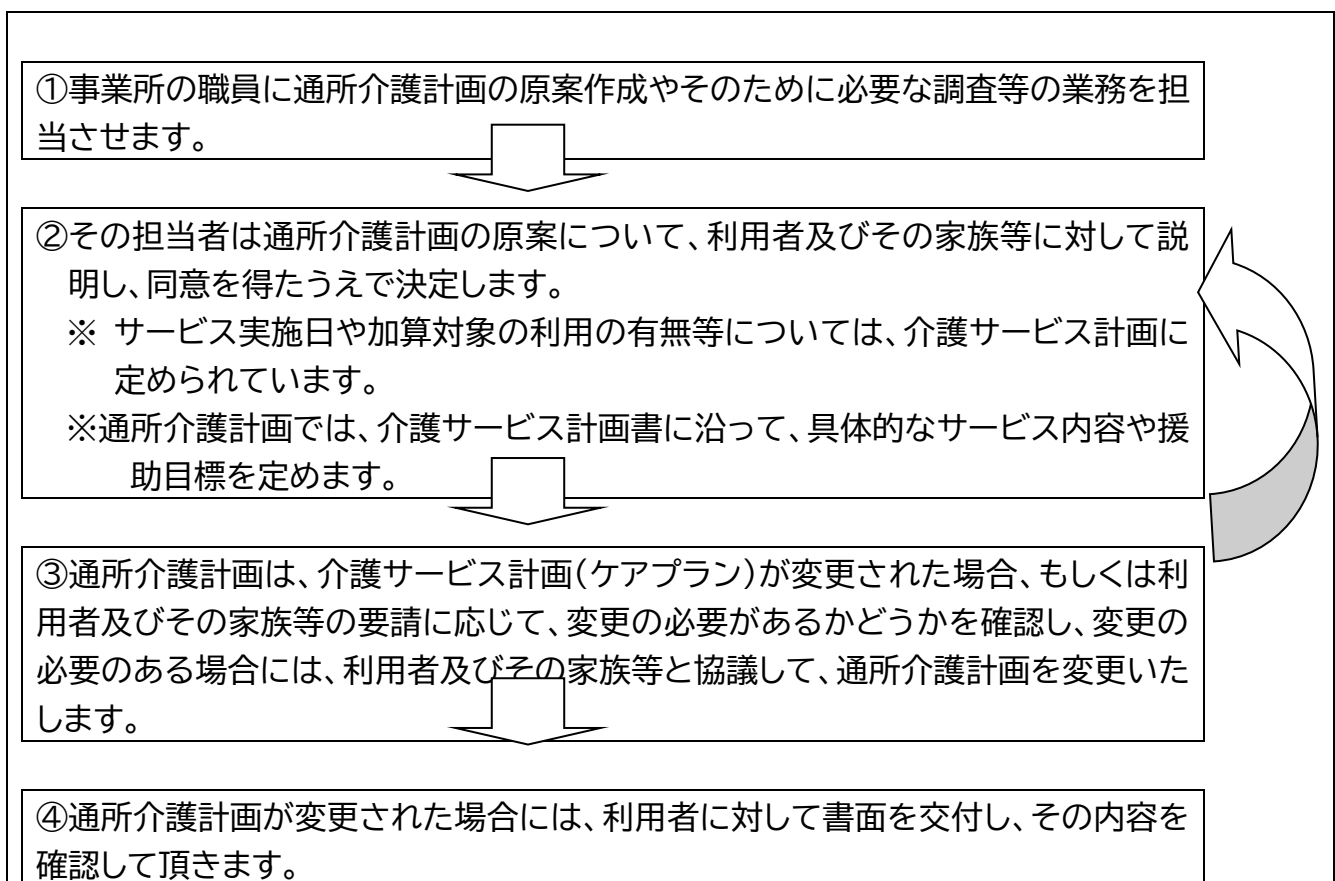 ①事業所の職員に通所介護計画の原案作成やそのために必要な調査等の業務を担
当させます。
②その担当者は通所介護計画の原案について、利用者及びその家族等に対して説
明し、同意を得たうえで決定します。
※ サービス実施日や加算対象の利用の有無等については、介護サービス計画に
定められています。
※通所介護計画では、介護サービス計画書に沿って、具体的なサービス内容や援
助目標を定めます。
③通所介護計画は、介護サービス計画(ケアプラン)が変更された場合、もしくは利
用者及びその家族等の要請に応じて、変更の必要があるかどうかを確認し、変更の
必要のある場合には、利用者及びその家族等と協議して、通所介護計画を変更いた
します。
④通所介護計画が変更された場合には、利用者に対して書面を交付し、その内容を
確認して頂きます。